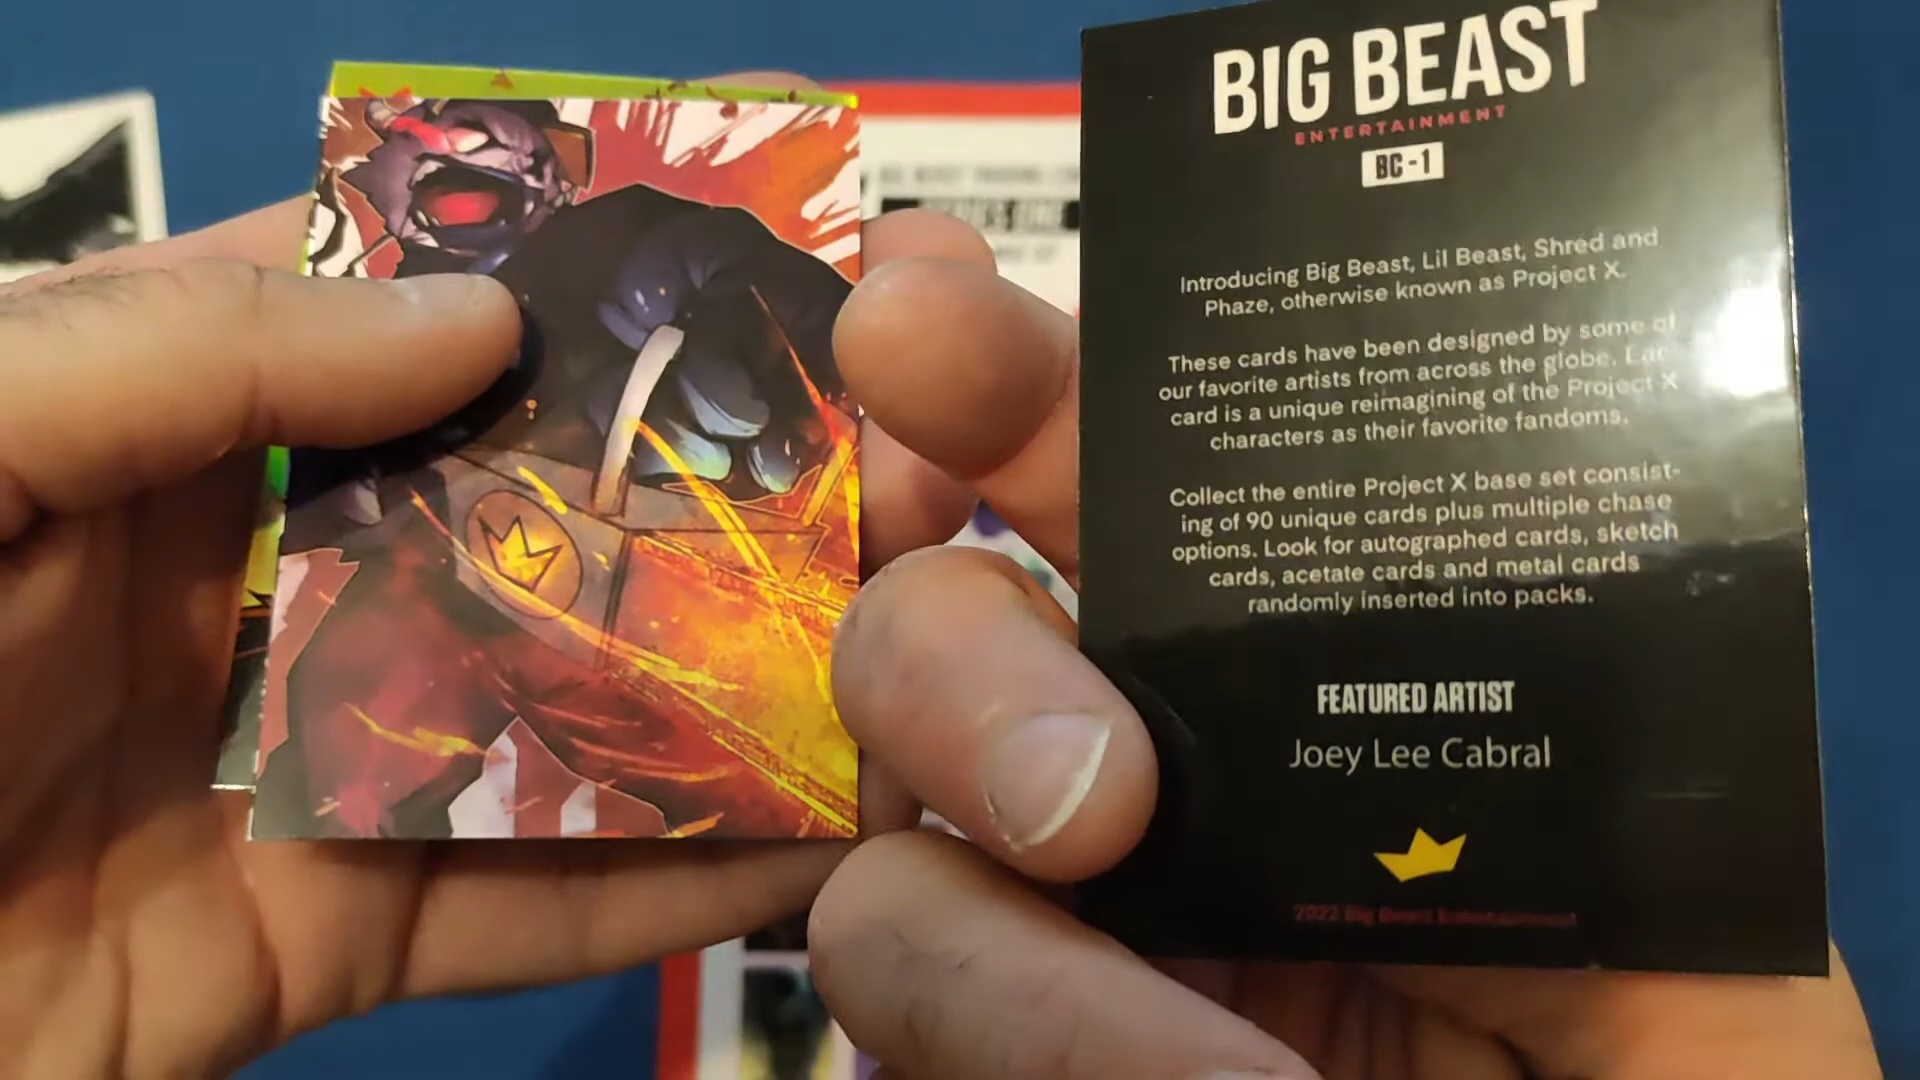 BIG BEAST
ENTERTAINMENT
BC-1
Introducing Big Beast, Lil Beast, Shred and
Phaze, otherwise known as Project X.
These cards have been designed by some of
our favorite artists from across the globe. Each
card is a unique reimagining of the Project X
characters as their favorite fandoms.
Collect the entire Project X base set consist-
ing of 90 unique cards plus multiple chase
options. Look for autographed cards, sketch
cards, acetate cards and metal cards
randomly inserted into packs.
FEATURED ARTIST
Joey Lee Cabral
2022 Big Beast Entertainment